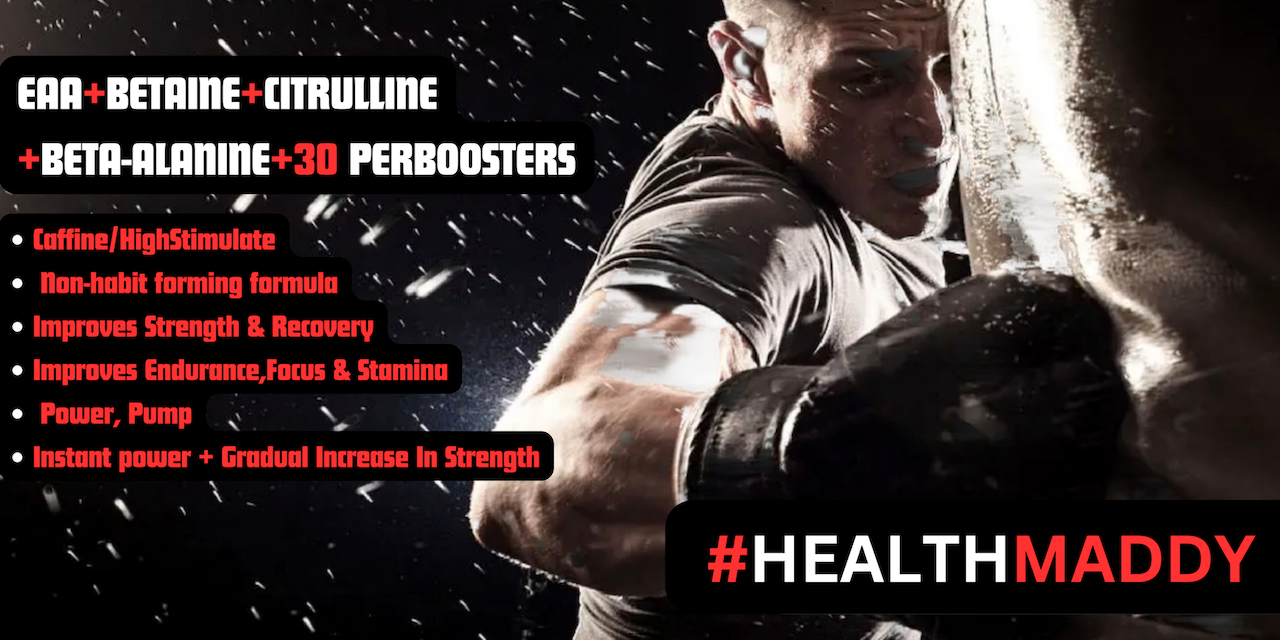 EAA+BETAINE+CITRULLINE
+BETA-ALANINE+30 PERBOOSTERS
• Caffine/HighStimulate
• Non-habit forming formula
• Improves Strength & Recovery
• Improves Endurance,Focus & Stamina
• Power, Pump
• Instant power + Gradual Increase In Strength
#HEALTHMADDY